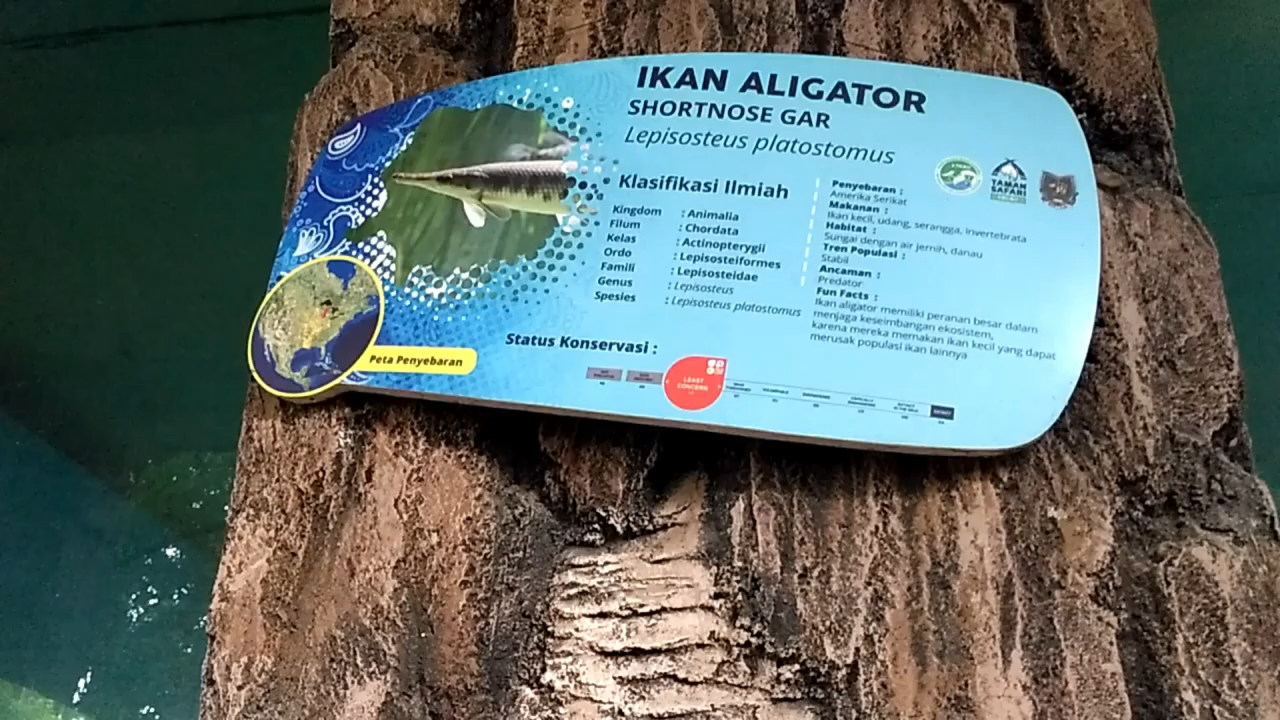 IKAN ALIGATOR
SHORTNOSE GAR
Lepisosteus platostomus
Klasifikasi Ilmiah
Kingdom : Animalia
Filum : Chordata
Kelas : Actinopterygii
Ordo : Lepisosteiformes
Famili : Lepisosteidae
Genus : Lepisosteus
Spesies : Lepisosteus platostomus
Penyebaran :
Amerika Serikat
Makanan :
Ikan kecil, udang, serangga, invertebrata
Habitat :
Sungai dengan air jernih, danau
Tren Populasi :
Stabil
Ancaman :
Predator
Fun Facts :
Ikan aligator memiliki peranan besar dalam
menjaga keseimbangan ekosistem,
karena mereka memakan ikan kecil yang dapat
merusak populasi ikan lainnya
TAMAN
SAFARI
Peta Penyebaran
Status Konservasi :
LEAST
CONCERN